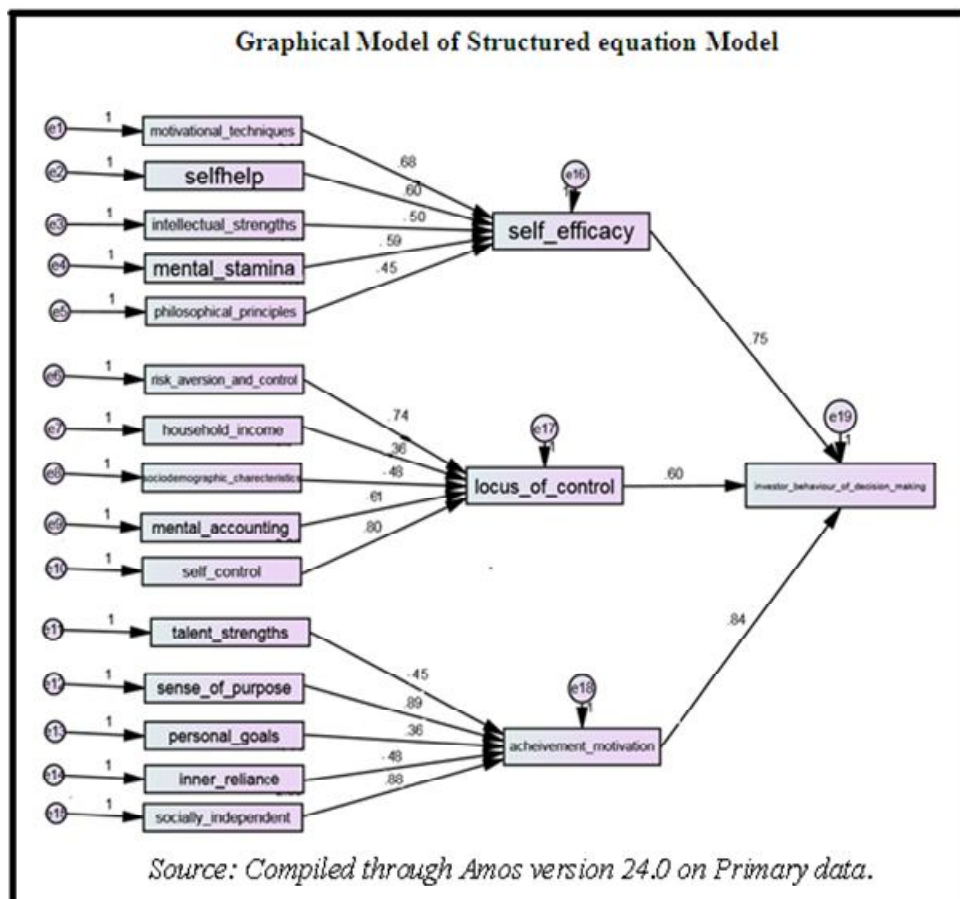 Graphical Model of Structured equation Model
e1 1 motivational_techniques .68
e2 1 selfhelp .60
e3 1 intellectual_strengths .50
e4 1 mental_stamina .59
e5 1 philosophical_principles .45
e16 1
self_efficacy
.75
e6 1 risk_aversion_and_control .74
e7 1 household_income .36
e8 1 sociodemographic_charecteristics .48
e9 1 mental_accounting .61
e10 1 self_control .80
e17 1
locus_of_control .60
e19 1
investor_behaviour_of_decision_making
e11 1 talent_strengths .45
e12 1 sense_of_purpose .89
e13 1 personal_goals .36
e14 1 inner_reliance .48
e15 1 socially_independent .88
e18 1
acheivement_motivation
.84
Source: Compiled through Amos version 24.0 on Primary data.